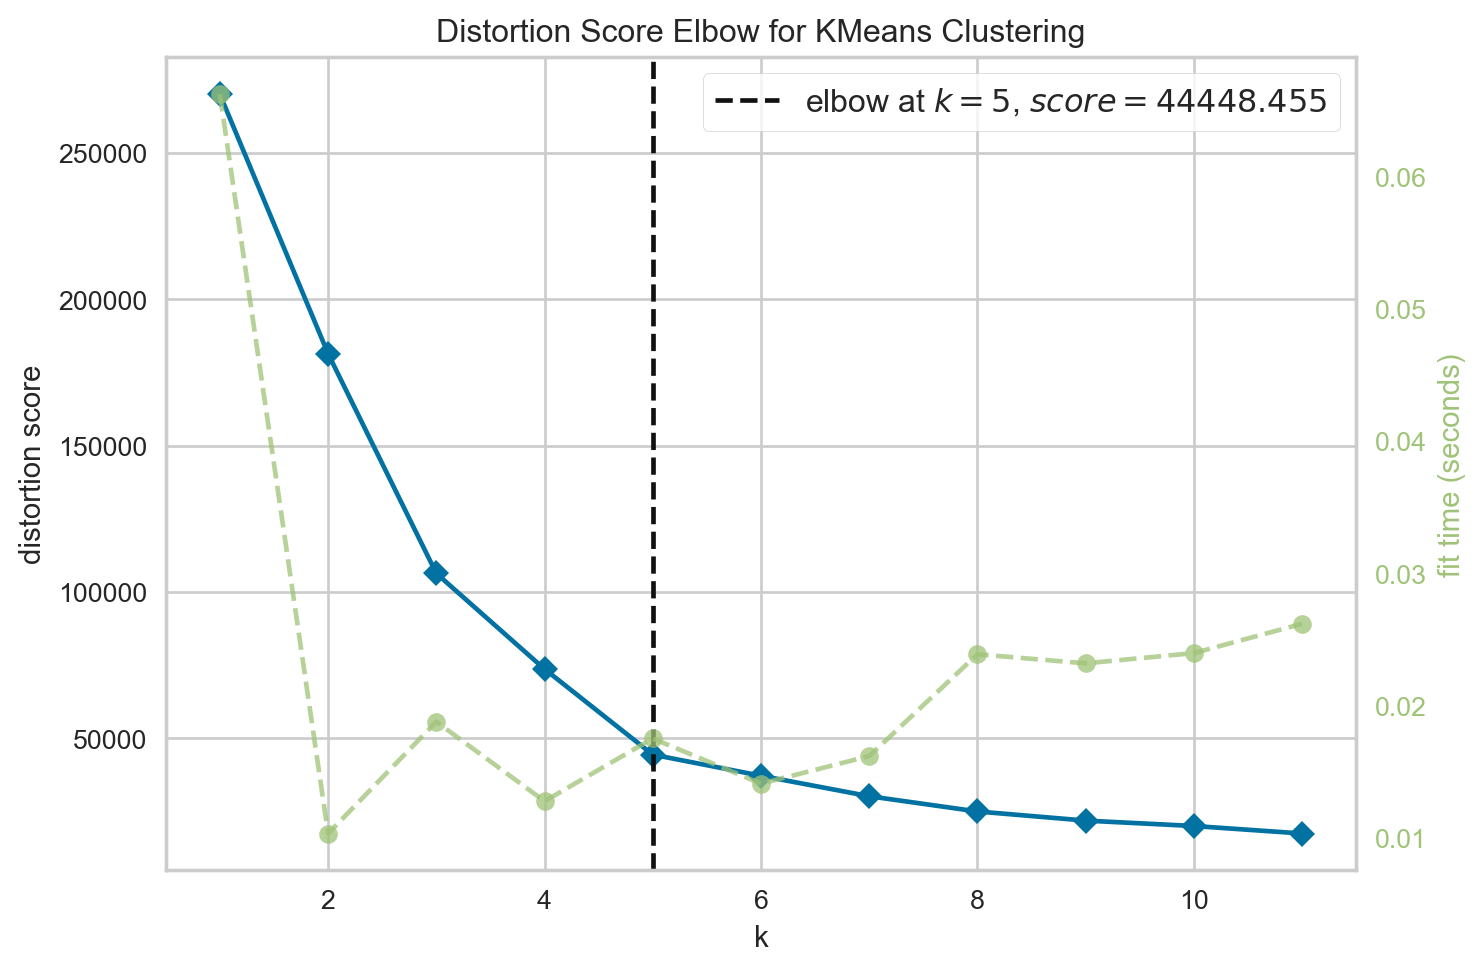 Distortion Score Elbow for KMeans Clustering
elbow at k = 5, score = 44448.455
250000
200000
150000
100000
50000
distortion score
0.06
0.05
0.04
0.03
0.02
0.01
fit time (seconds)
2 4 6 8 10
k